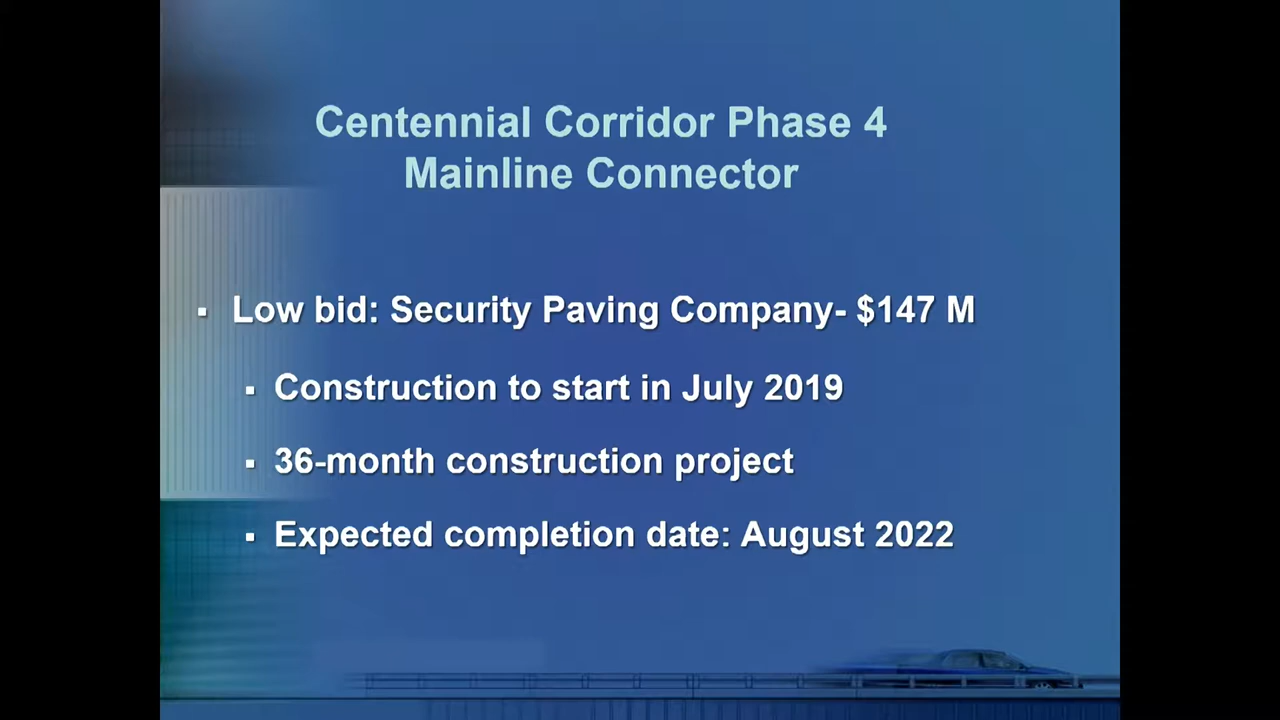 Centennial Corridor Phase 4
Mainline Connector
▪ Low bid: Security Paving Company- $147 M
▪ Construction to start in July 2019
▪ 36-month construction project
▪ Expected completion date: August 2022